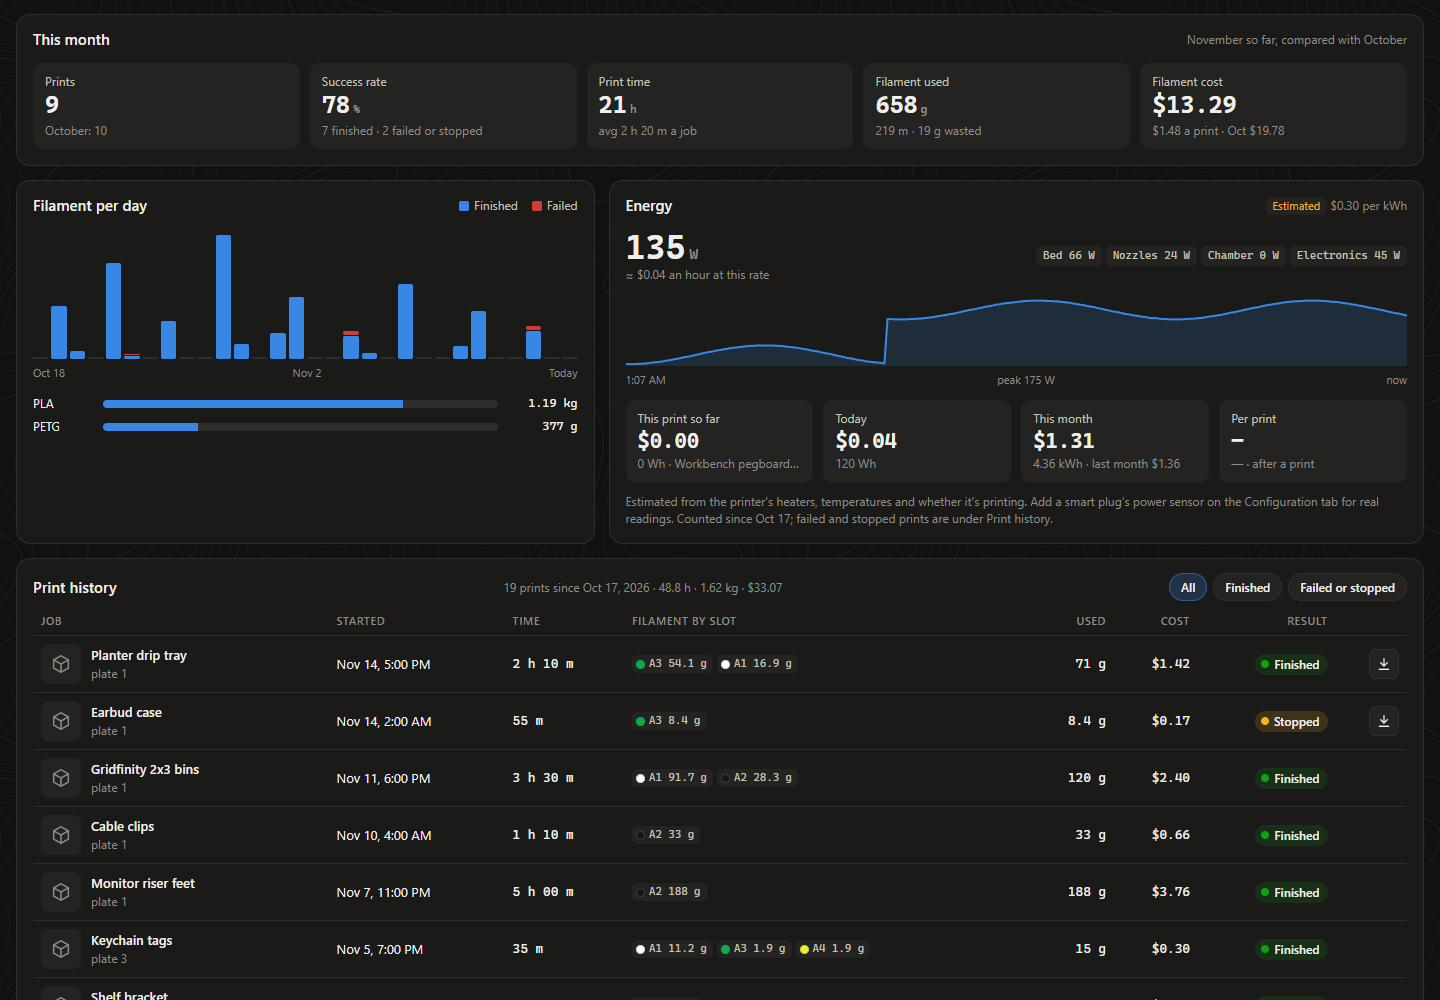 This month
November so far, compared with October
Prints
9
October: 10
Success rate
78 %
7 finished · 2 failed or stopped
Print time
21 h
avg 2 h 20 m a job
Filament used
658 g
219 m · 19 g wasted
Filament cost
$13.29
$1.48 a print · Oct $19.78
Filament per day
Finished
Failed
Oct 18
Nov 2
Today
PLA
1.19 kg
PETG
377 g
Energy
Estimated
$0.30 per kWh
135 W
≈ $0.04 an hour at this rate
Bed 66 W
Nozzles 24 W
Chamber 0 W
Electronics 45 W
1:07 AM
peak 175 W
now
This print so far
$0.00
0 Wh · Workbench pegboard...
Today
$0.04
120 Wh
This month
$1.31
4.36 kWh · last month $1.36
Per print
—
— · after a print
Estimated from the printer's heaters, temperatures and whether it's printing. Add a smart plug's power sensor on the Configuration tab for real
readings. Counted since Oct 17; failed and stopped prints are under Print history.
Print history
19 prints since Oct 17, 2026 · 48.8 h · 1.62 kg · $33.07
All
Finished
Failed or stopped
JOB STARTED TIME FILAMENT BY SLOT USED COST RESULT
Planter drip tray
plate 1
Nov 14, 5:00 PM
2 h 10 m
A3 54.1 g
A1 16.9 g
71 g
$1.42
Finished
Earbud case
plate 1
Nov 14, 2:00 AM
55 m
A3 8.4 g
8.4 g
$0.17
Stopped
Gridfinity 2x3 bins
plate 1
Nov 11, 6:00 PM
3 h 30 m
A1 91.7 g
A2 28.3 g
120 g
$2.40
Finished
Cable clips
plate 1
Nov 10, 4:00 AM
1 h 10 m
A2 33 g
33 g
$0.66
Finished
Monitor riser feet
plate 1
Nov 7, 11:00 PM
5 h 00 m
A2 188 g
188 g
$3.76
Finished
Keychain tags
plate 3
Nov 5, 7:00 PM
35 m
A1 11.2 g
A3 1.9 g
A4 1.9 g
15 g
$0.30
Finished
Shelf bracket